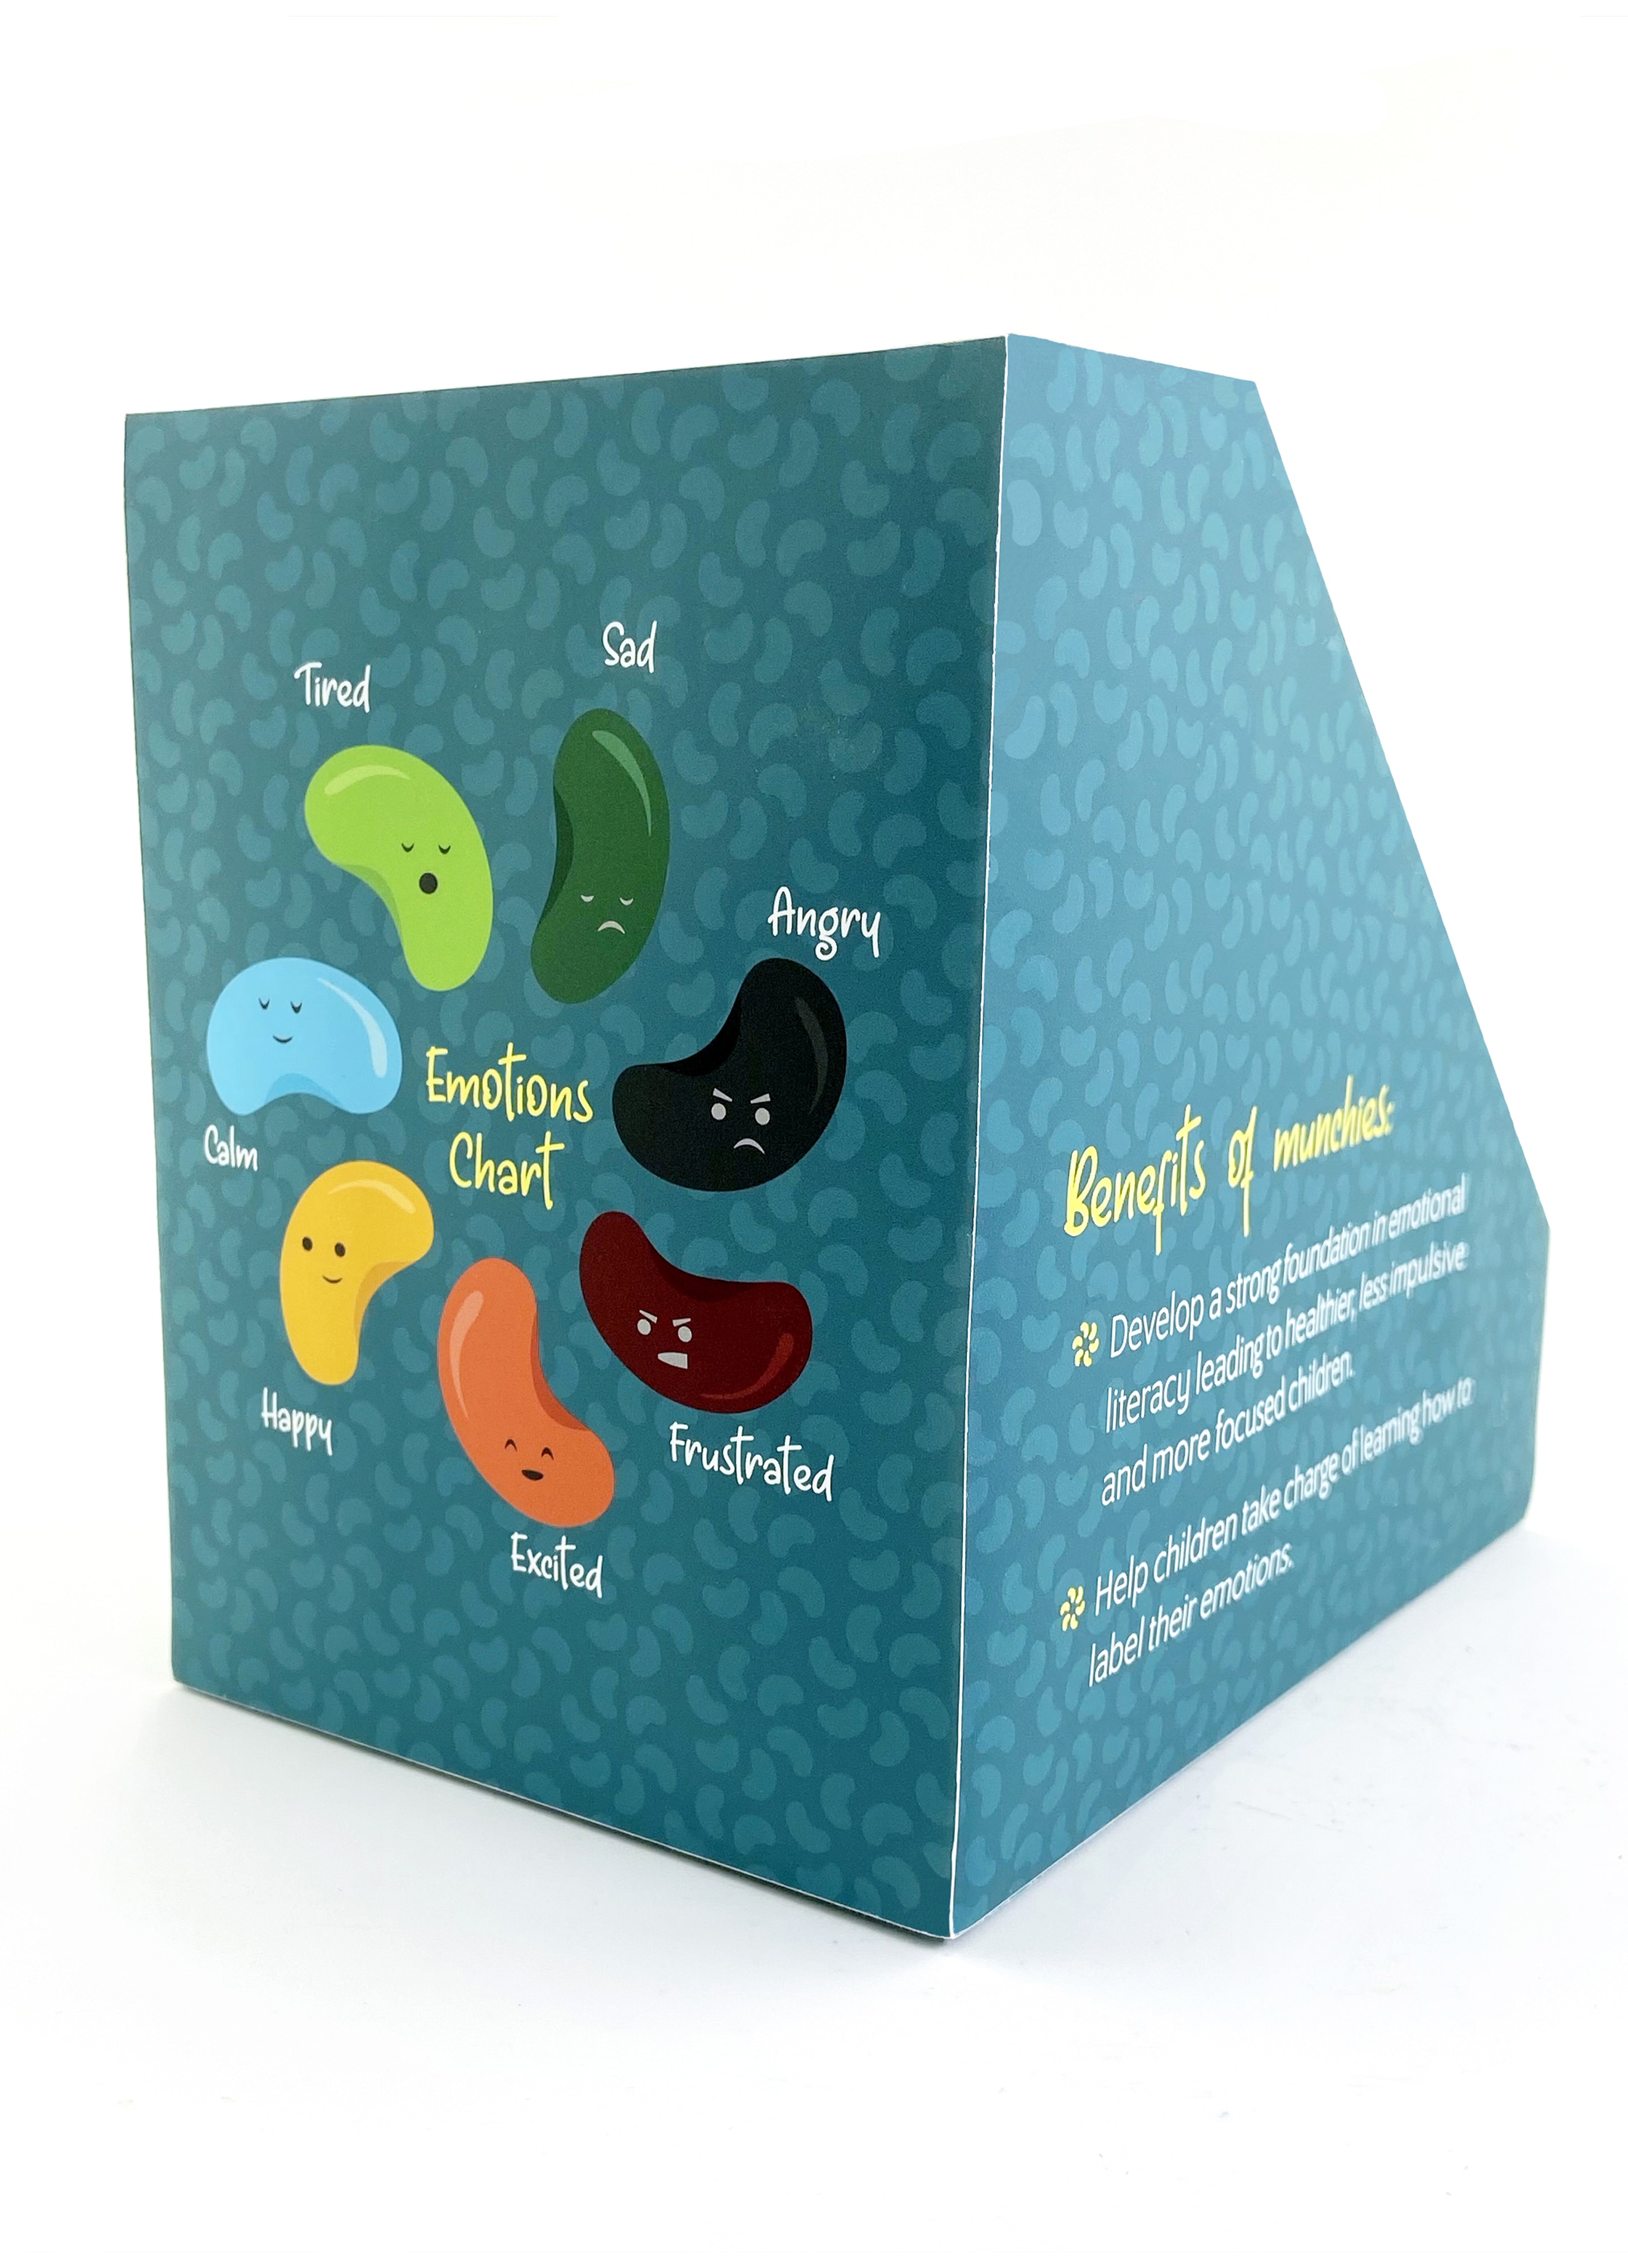 Tired
Sad
Angry
Calm
Emotions
Chart
Happy
Frustrated
Excited
Benefits of munchies:
Develop a strong foundation in emotional
literacy leading to healthier, less impulsive
and more focused children.
Help children take charge of learning how to
label their emotions.